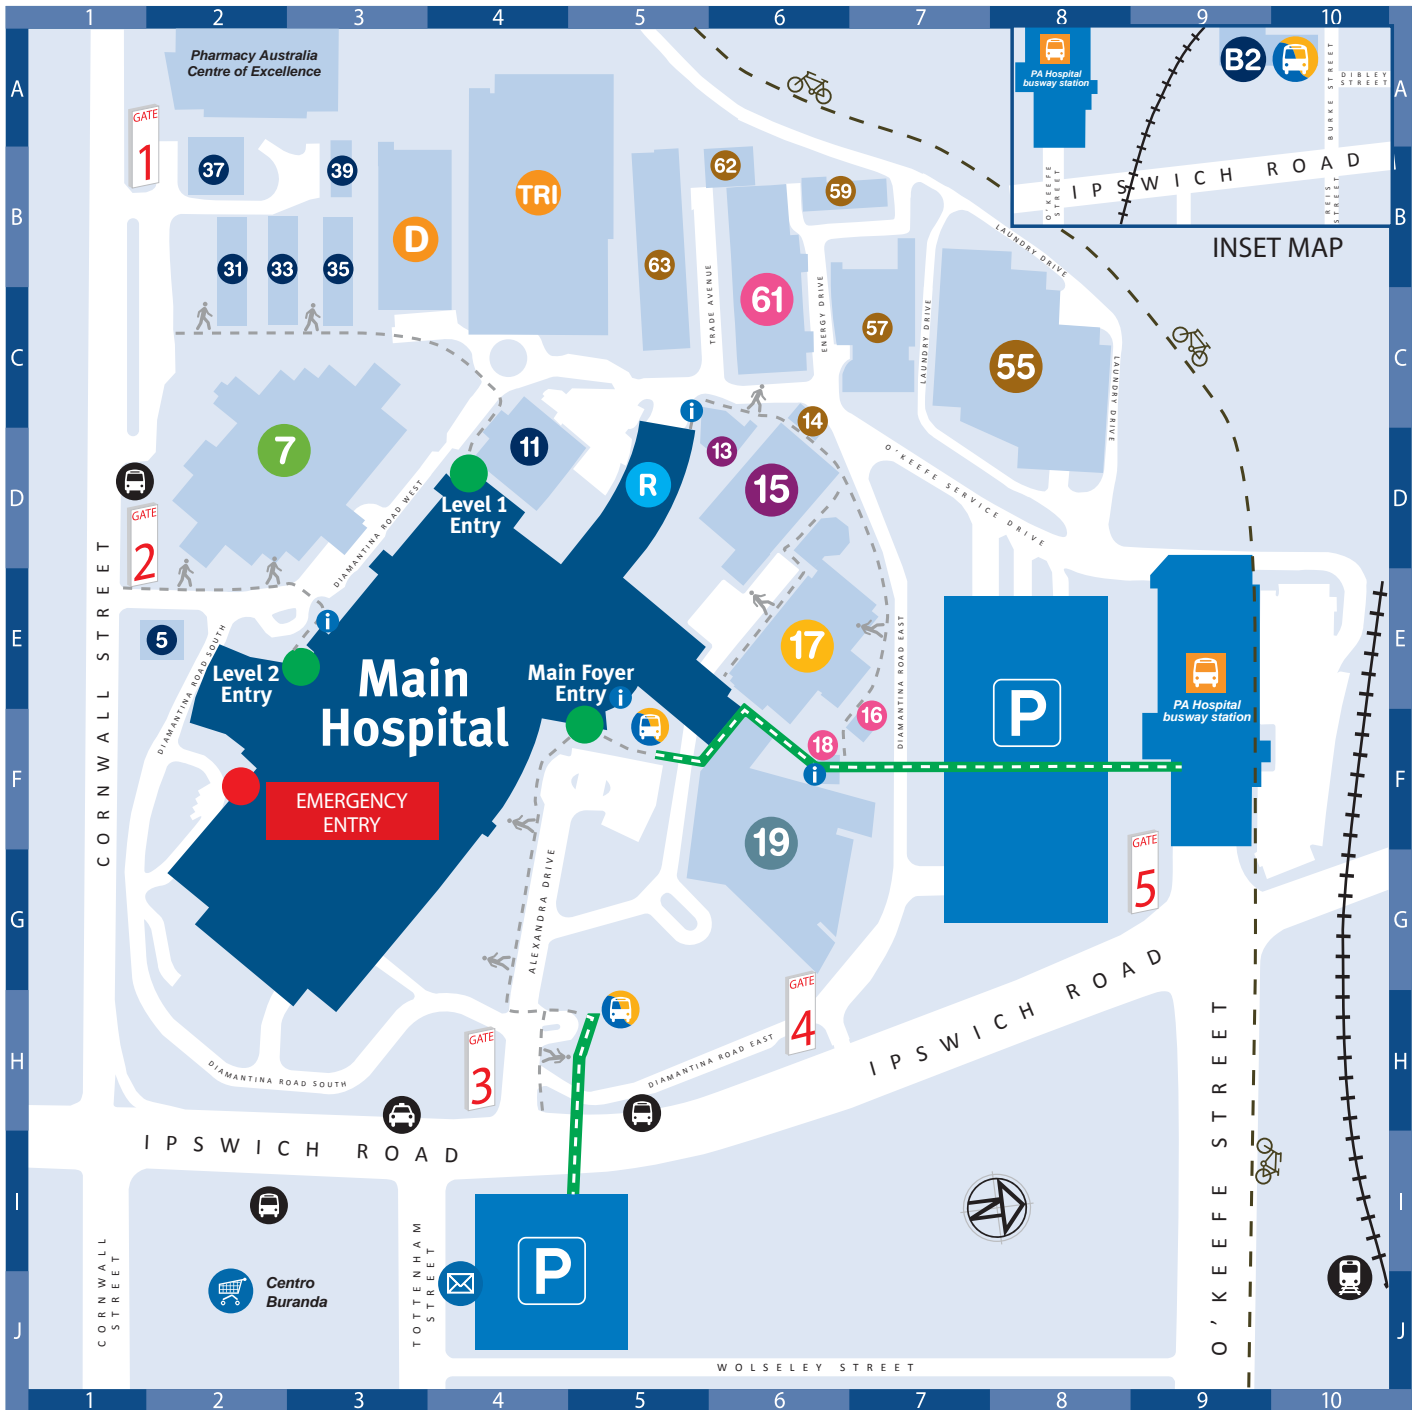 1 2 3 4 5 6 7 8 9 10
A
B
C
D
E
F
G
H
I
J
A
B
C
D
E
F
G
H
I
J
Pharmacy Australia
Centre of Excellence
GATE
1
37
39
31
33
35
D
TRI
62
59
63
61
57
55
TRADE AVENUE
ENERGY DRIVE
LAUNDRY DRIVE
LAUNDRY DRIVE
LAUNDRY DRIVE
PA Hospital
busway station
B2
BURKE STREET
DIBLEY
STREET
IPSWICH ROAD
O'KEEFE
STREET
REIS
STREET
INSET MAP
7
11
i
14
13
15
R
O'KEEFE SERVICE DRIVE
Level 1
Entry
GATE
2
DIAMANTINA ROAD WEST
CORNWALL STREET
5
DIAMANTINA ROAD SOUTH
i
Level 2
Entry
Main
Hospital
Main Foyer
Entry
i
17
16
18
i
DIAMANTINA ROAD EAST
P
PA Hospital
busway station
EMERGENCY
ENTRY
19
GATE
5
ALEXANDRA DRIVE
GATE
4
GATE
3
DIAMANTINA ROAD SOUTH
DIAMANTINA ROAD EAST
IPSWICH ROAD
IPSWICH ROAD
O'KEEFE STREET
CORNWALL
STREET
Centro
Buranda
TOTTENHAM
STREET
P
N
WOLSELEY STREET
1 2 3 4 5 6 7 8 9 10